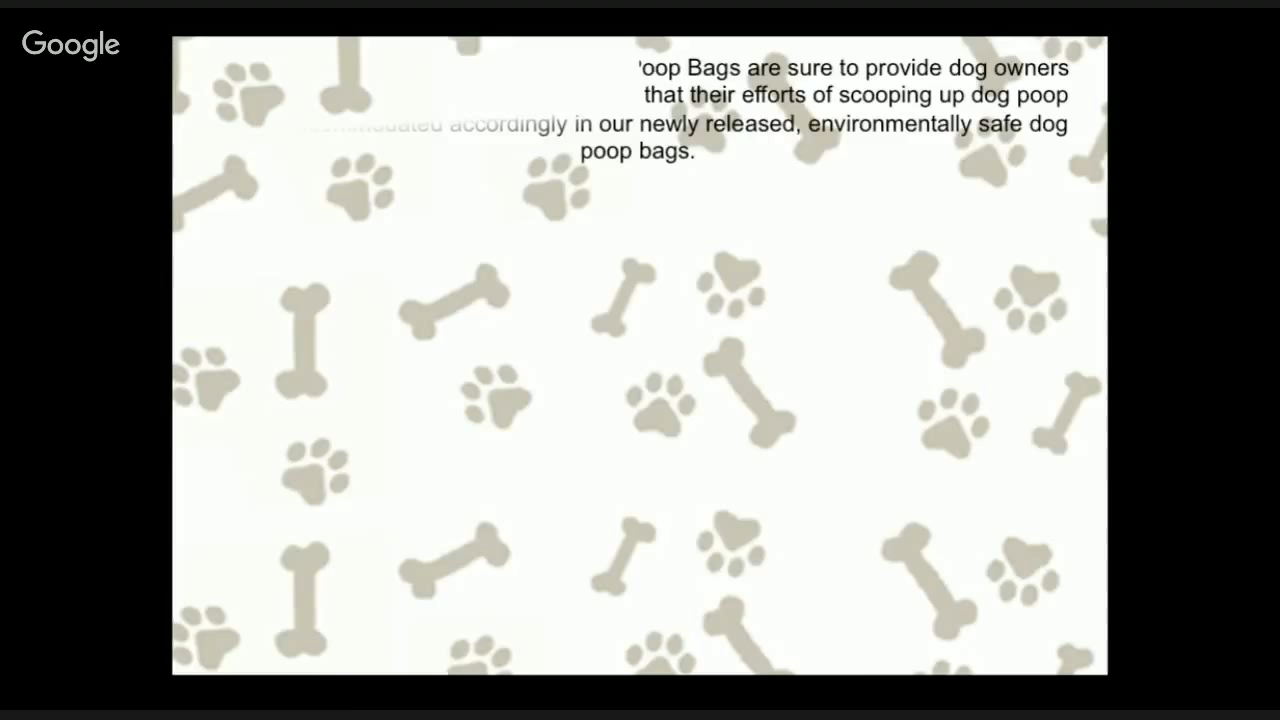 Google
Poop Bags are sure to provide dog owners
that their efforts of scooping up dog poop
accordingly in our newly released, environmentally safe dog
poop bags.